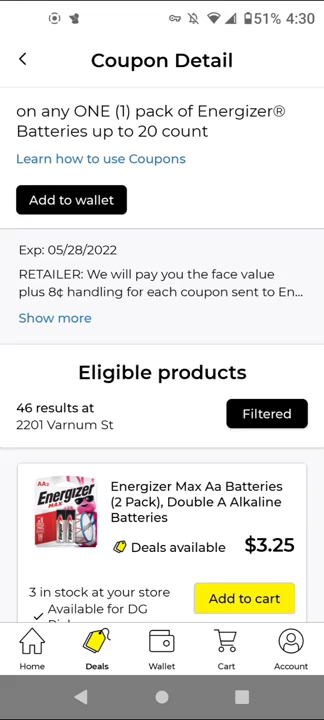 51% 4:30
Coupon Detail
on any ONE (1) pack of Energizer®
Batteries up to 20 count
Learn how to use Coupons
Add to wallet
Exp: 05/28/2022
RETAILER: We will pay you the face value
plus 8¢ handling for each coupon sent to En...
Show more
Eligible products
46 results at
2201 Varnum St
Filtered
AA2
Energizer
MAX
Energizer Max Aa Batteries
(2 Pack), Double A Alkaline
Batteries
Deals available
$3.25
3 in stock at your store
Available for DG
Add to cart
Home
Deals
Wallet
Cart
Account